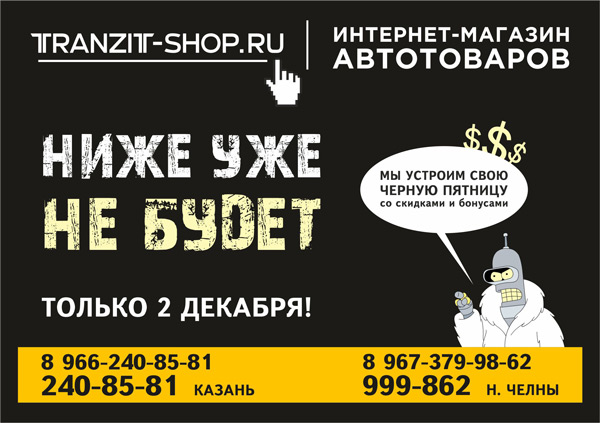 TRANZIT-SHOP.RU
ИНТЕРНЕТ-МАГАЗИН
АВТОТОВАРОВ
НИЖЕ УЖЕ
НЕ БУДЕТ
$$$
МЫ УСТРОИМ СВОЮ
ЧЕРНУЮ ПЯТНИЦУ
со скидками и бонусами
ТОЛЬКО 2 ДЕКАБРЯ!
8 966-240-85-81
240-85-81 КАЗАНЬ
8 967-379-98-62
999-862 Н. ЧЕЛНЫ